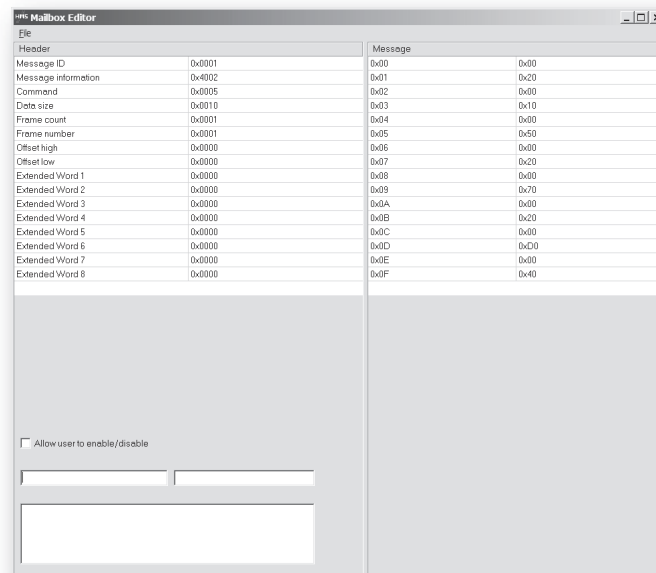 HMS Mailbox Editor
File
Header Message
Message ID 0x0001 0x00 0x00
Message information 0x4002 0x01 0x20
Command 0x0005 0x02 0x00
Data size 0x0010 0x03 0x10
Frame count 0x0001 0x04 0x00
Frame number 0x0001 0x05 0x50
Offset high 0x0000 0x06 0x00
Offset low 0x0000 0x07 0x20
Extended Word 1 0x0000 0x08 0x00
Extended Word 2 0x0000 0x09 0x70
Extended Word 3 0x0000 0x0A 0x00
Extended Word 4 0x0000 0x0B 0x20
Extended Word 5 0x0000 0x0C 0x00
Extended Word 6 0x0000 0x0D 0xD0
Extended Word 7 0x0000 0x0E 0x00
Extended Word 8 0x0000 0x0F 0x40
Allow user to enable/disable